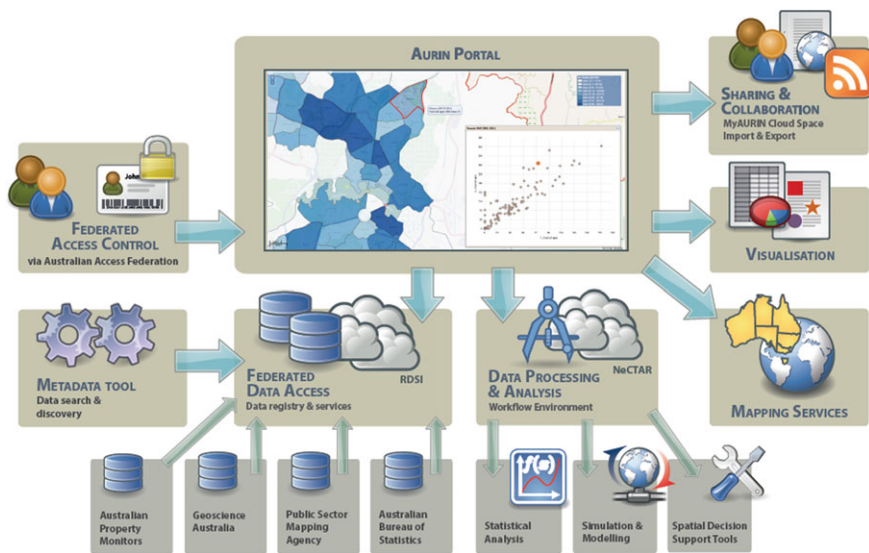 AURIN PORTAL
SHARING &
COLLABORATION
MyAURIN Cloud Space
Import & Export
John
FEDERATED
ACCESS CONTROL
via Australian Access Federation
VISUALISATION
METADATA TOOL
Data search &
discovery
RDSI
FEDERATED
DATA ACCESS
Data registry & services
NeCTAR
DATA PROCESSING
& ANALYSIS
Workflow Environment
MAPPING SERVICES
Australian
Property
Monitors
Geoscience
Australia
Public Sector
Mapping
Agency
Australian
Bureau of
Statistics
Statistical
Analysis
Simulation &
Modelling
Spatial Decision
Support Tools